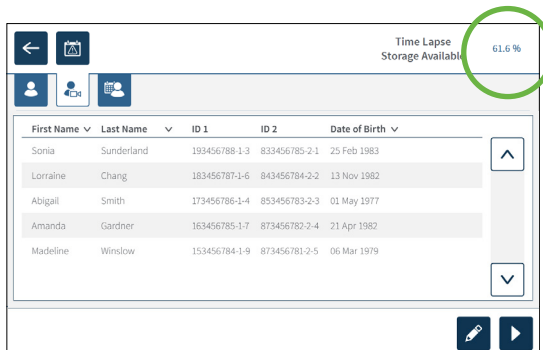 Time Lapse
Storage Available 61.6 %
First Name Last Name ID 1 ID 2 Date of Birth
Sonia Sunderland 193456788-1-3 833456785-2-1 25 Feb 1983
Lorraine Chang 183456787-1-6 843456784-2-2 13 Nov 1982
Abigail Smith 173456786-1-4 853456783-2-3 01 May 1977
Amanda Gardner 163456785-1-7 873456782-2-4 21 Apr 1982
Madeline Winslow 153456784-1-9 873456781-2-5 06 Mar 1979